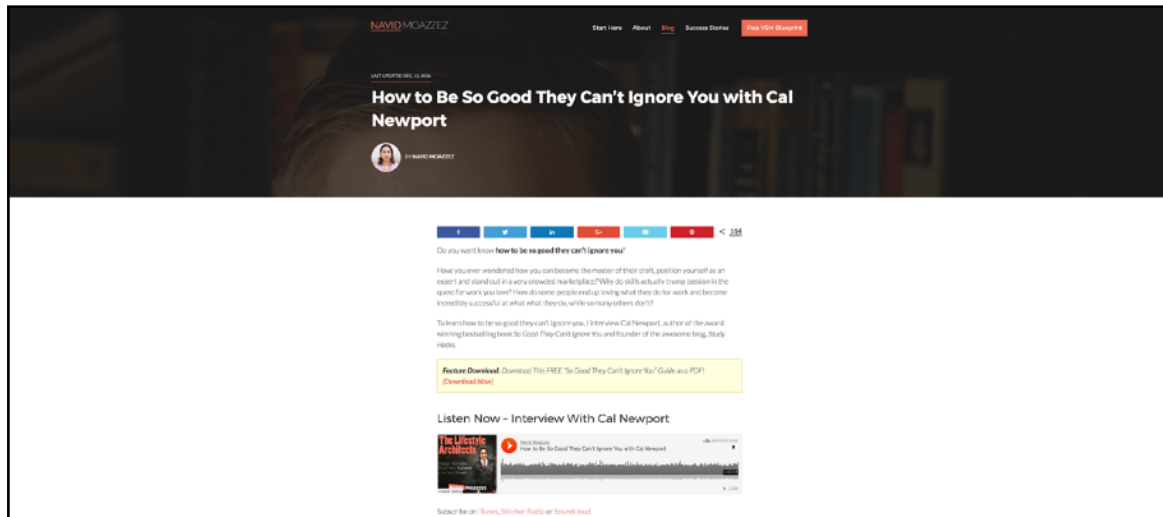 NAVID MOAZZEZ
Start Here About Blog Success Stories Free VSM Blueprint
LAST UPDATED DEC. 12, 2016
How to Be So Good They Can't Ignore You with Cal
Newport
BY NAVID MOAZZEZ
154
Do you want know how to be so good they can't ignore you?
Have you ever wondered how you can become the master of their craft, position yourself as an
expert and stand out in a very crowded marketplace? Why do skills actually trump passion in the
quest for work you love? How do some people end up loving what they do for work and become
incredibly successful at what what they do, while so many others don't?
To learn how to be so good they can't ignore you, I interview Cal Newport, author of the award
winning bestselling book So Good They Can't Ignore You and founder of the awesome blog, Study
Hacks.
Feature Download: Download This FREE "So Good They Can't Ignore You" Guide as a PDF!
(Download Now)
Listen Now – Interview With Cal Newport
The Lifestyle
Architects
NAVID MOAZZEZ
Navid Moazzez
How to Be So Good They Can't Ignore You with Cal Newport
Subscribe on iTunes, Stitcher Radio or Soundcloud